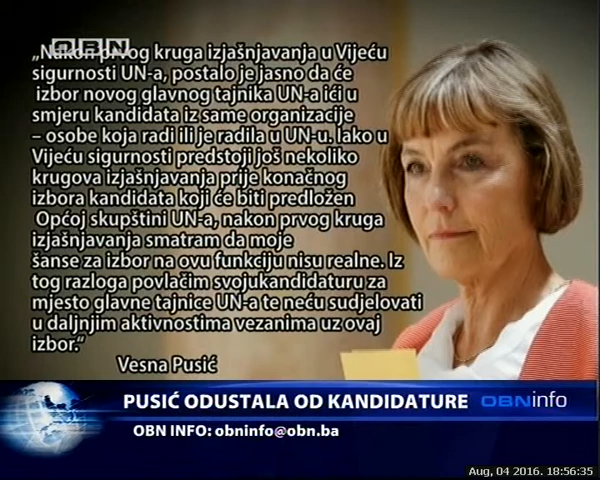 OBN
„Nakon prvog kruga izjašnjavanja u Vijeću
sigurnosti UN-a, postalo je jasno da će
izbor novog glavnog tajnika UN-a ići u
smjeru kandidata iz same organizacije
– osobe koja radi ili je radila u UN-u. Iako u
Vijeću sigurnosti predstoji još nekoliko
krugova izjašnjavanja prije konačnog
izbora kandidata koji će biti predložen
Općoj skupštini UN-a, nakon prvog kruga
izjašnjavanja smatram da moje
šanse za izbor na ovu funkciju nisu realne. Iz
tog razloga povlačim svojukandidaturu za
mjesto glavne tajnice UN-a te neću sudjelovati
u daljnjim aktivnostima vezanima uz ovaj
izbor.“
Vesna Pusić
PUSIĆ ODUSTALA OD KANDIDATURE OBNinfo
OBN INFO: obninfo@obn.ba
Aug, 04 2016. 18:56:35